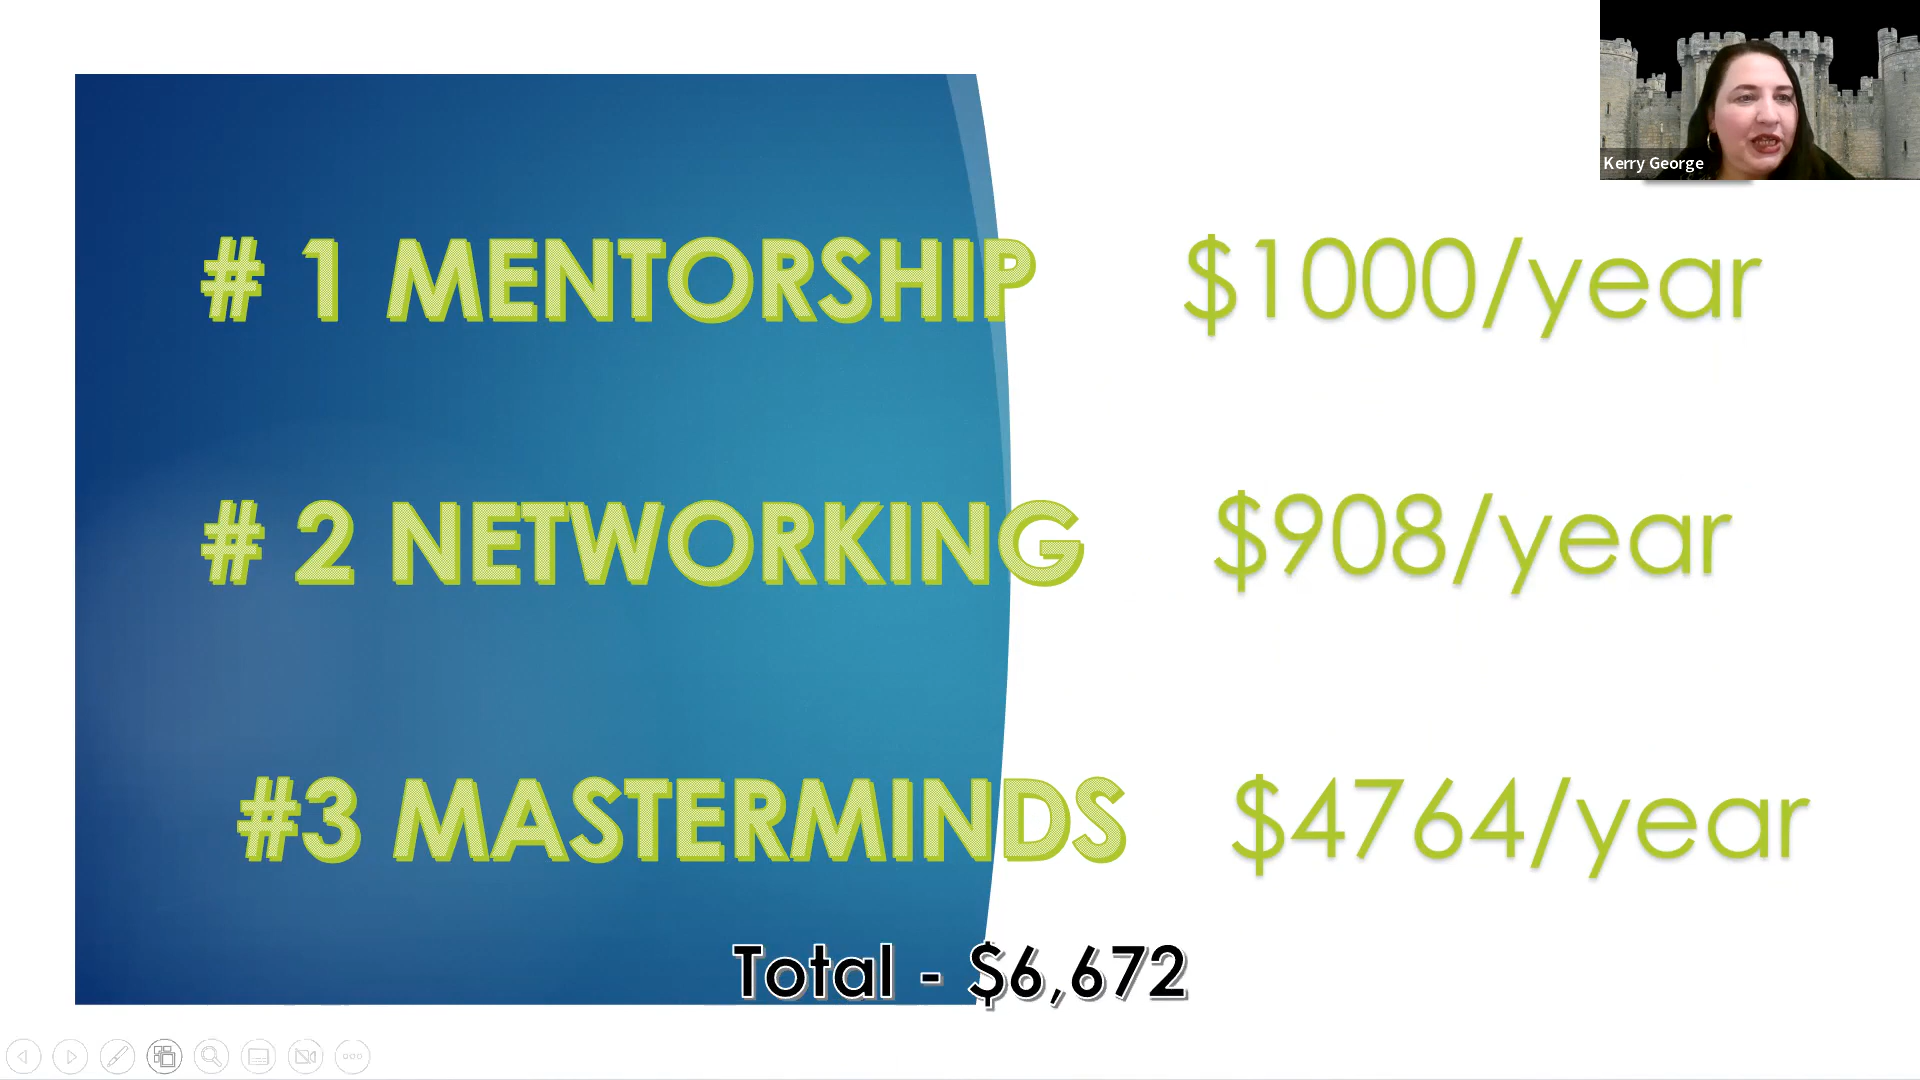 Kerry George
# 1 MENTORSHIP $1000/year
# 2 NETWORKING $908/year
#3 MASTERMINDS $4764/year
Total - $6,672